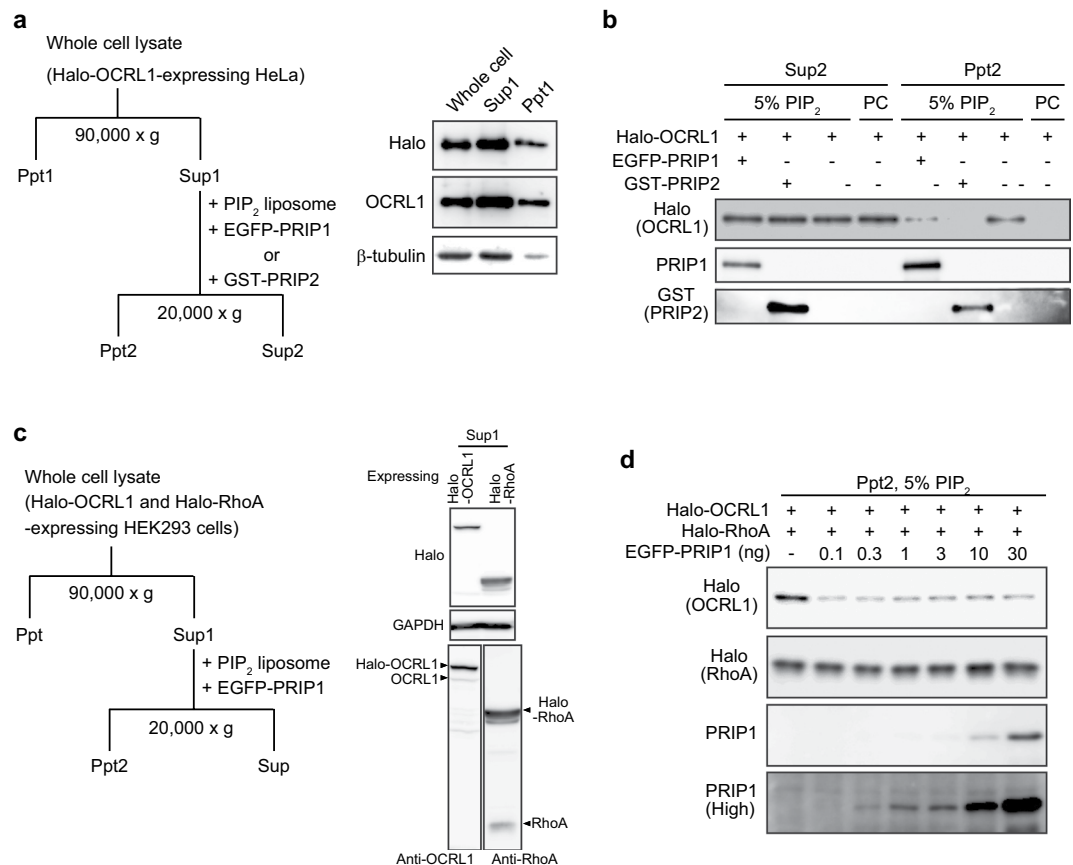 a
Whole cell lysate
(Halo-OCRL1-expressing HeLa)
90,000 x g
Ppt1
Sup1
+ PIP₂ liposome
+ EGFP-PRIP1
or
+ GST-PRIP2
20,000 x g
Ppt2
Sup2
Whole cell
Sup1
Ppt1
Halo
OCRL1
β-tubulin
b
Sup2
Ppt2
5% PIP₂ PC 5% PIP₂ PC
Halo-OCRL1 + + + + + + + +
EGFP-PRIP1 + - - - + - - -
GST-PRIP2 + - - - + - - -
Halo
(OCRL1)
PRIP1
GST
(PRIP2)
c
Whole cell lysate
(Halo-OCRL1 and Halo-RhoA
-expressing HEK293 cells)
90,000 x g
Ppt
Sup1
+ PIP₂ liposome
+ EGFP-PRIP1
20,000 x g
Ppt2
Sup
Sup1
Expressing
Halo
-OCRL1
Halo
-RhoA
Halo
GAPDH
Halo-OCRL1
OCRL1
Halo
-RhoA
RhoA
Anti-OCRL1
Anti-RhoA
d
Ppt2, 5% PIP₂
Halo-OCRL1 + + + + + + +
Halo-RhoA + + + + + + +
EGFP-PRIP1 (ng) - 0.1 0.3 1 3 10 30
Halo
(OCRL1)
Halo
(RhoA)
PRIP1
PRIP1
(High)